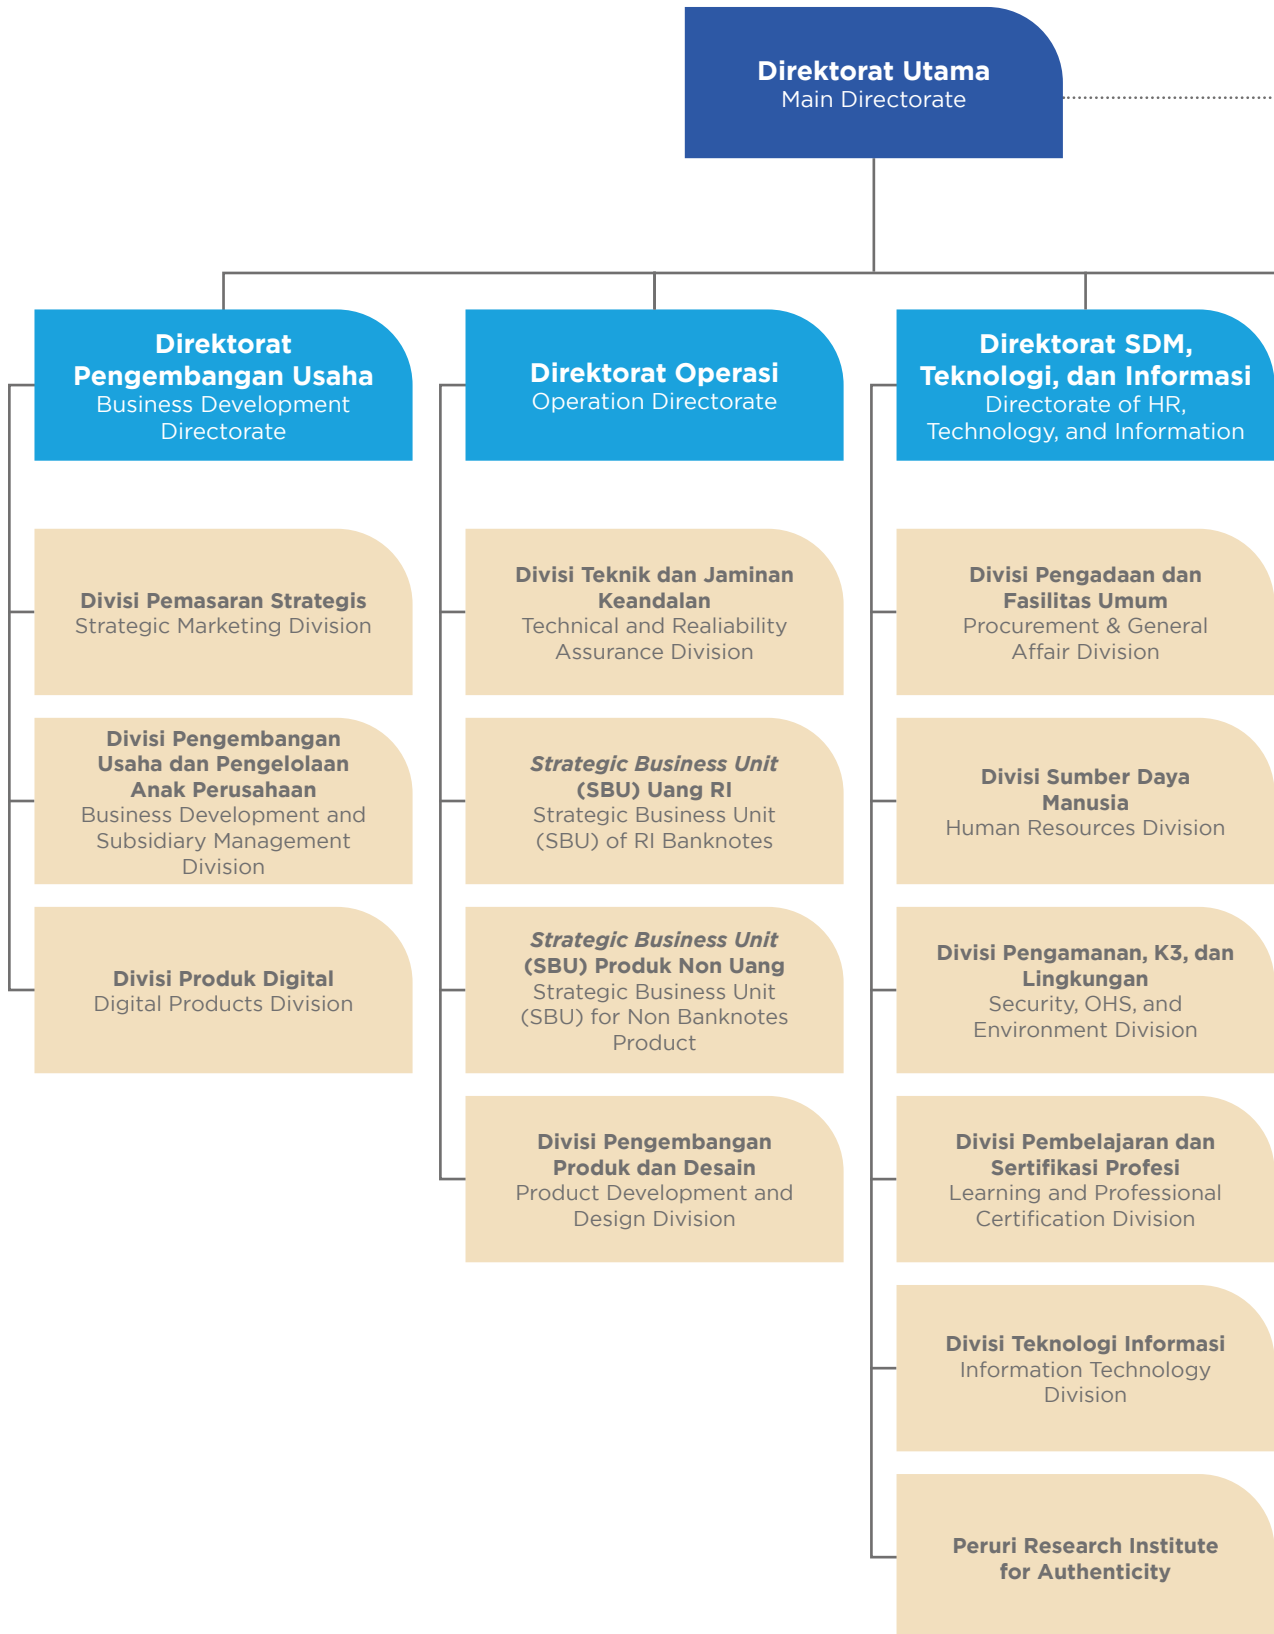 Direktorat Utama
Main Directorate
Direktorat
Pengembangan Usaha
Business Development
Directorate
Divisi Pemasaran Strategis
Strategic Marketing Division
Divisi Pengembangan
Usaha dan Pengelolaan
Anak Perusahaan
Business Development and
Subsidiary Management
Division
Divisi Produk Digital
Digital Products Division
Direktorat Operasi
Operation Directorate
Divisi Teknik dan Jaminan
Keandalan
Technical and Realiability
Assurance Division
Strategic Business Unit
(SBU) Uang RI
Strategic Business Unit
(SBU) of RI Banknotes
Strategic Business Unit
(SBU) Produk Non Uang
Strategic Business Unit
(SBU) for Non Banknotes
Product
Divisi Pengembangan
Produk dan Desain
Product Development and
Design Division
Direktorat SDM,
Teknologi, dan Informasi
Directorate of HR,
Technology, and Information
Divisi Pengadaan dan
Fasilitas Umum
Procurement & General
Affair Division
Divisi Sumber Daya
Manusia
Human Resources Division
Divisi Pengamanan, K3, dan
Lingkungan
Security, OHS, and
Environment Division
Divisi Pembelajaran dan
Sertifikasi Profesi
Learning and Professional
Certification Division
Divisi Teknologi Informasi
Information Technology
Division
Peruri Research Institute
for Authenticity